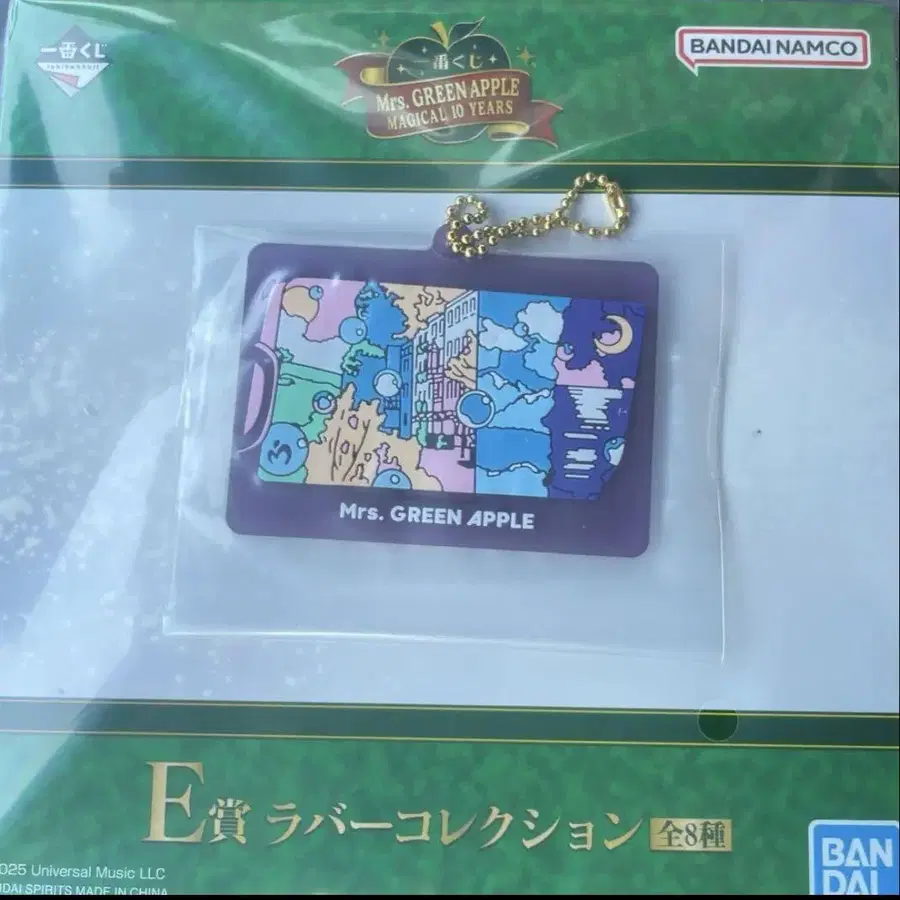 一番くじ
一番くじ
Mrs. GREEN APPLE
MAGICAL 10 YEARS
BANDAI NAMCO
Mrs. GREEN APPLE
E賞 ラバーコレクション 全8種
025 Universal Music LLC
DAI SPIRITS MADE IN CHINA
BAN
DAI